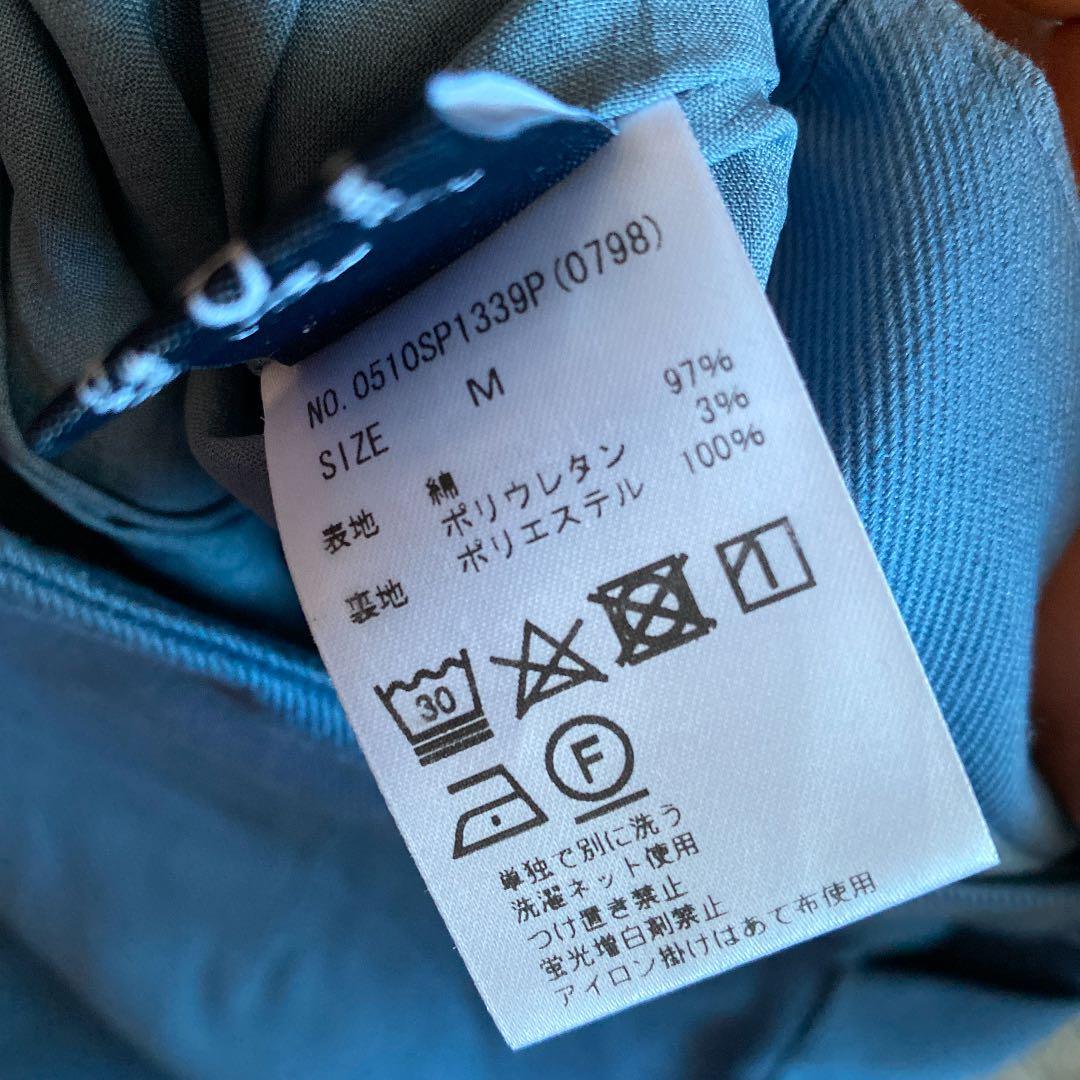 NO. 0510SP1339P(0798)
SIZE M
表地 綿 97%
ポリウレタン 3%
裏地 ポリエステル 100%
30
F
単独で別に洗う
洗濯ネット使用
つけ置き禁止
蛍光増白剤禁止
アイロン掛けはあて布使用